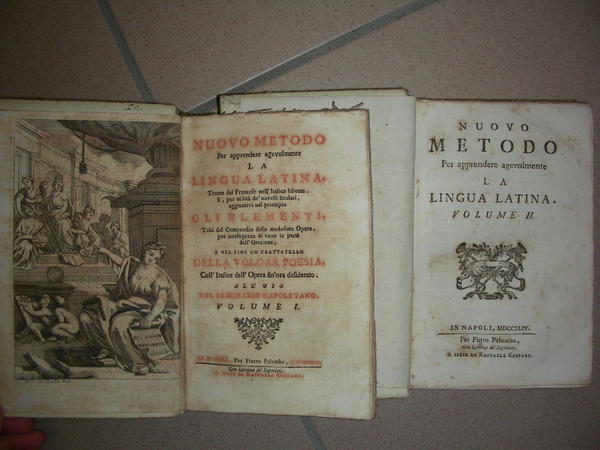 NUOVO METODO
Per apprendere agevolmente
LA
LINGUA LATINA,
Tratto dal Francese nell' Italico Idioma.
E, per utilità de' novelli Scolari,
aggiuntivi nel principio
GLI ELEMENTI,
Tolti dal Compendio della medesima Opera,
per intelligenza di tutte le parti
dell' Orazione,
E NEL FINE UN TRATTATELLO
DELLA VOLGAR POESIA.
Coll' Indice dell' Opera fin'ora desiderato.
ALL' USO
DEL SEMINARIO NAPOLETANO.
VOLUME I.
IN NAPOLI, Per Pietro Palumbo,
Con Licenza de' Superiori.
A SPESE DI RAFFAELE GESSARI.
NUOVO
METODO
Per apprendere agevolmente
LA
LINGUA LATINA.
VOLUME II.
IN NAPOLI, MDCCXLIV.
Per Pietro Palumbo,
Con Licenza de' Superiori.
A SPESE DI RAFFAELE GESSARI.